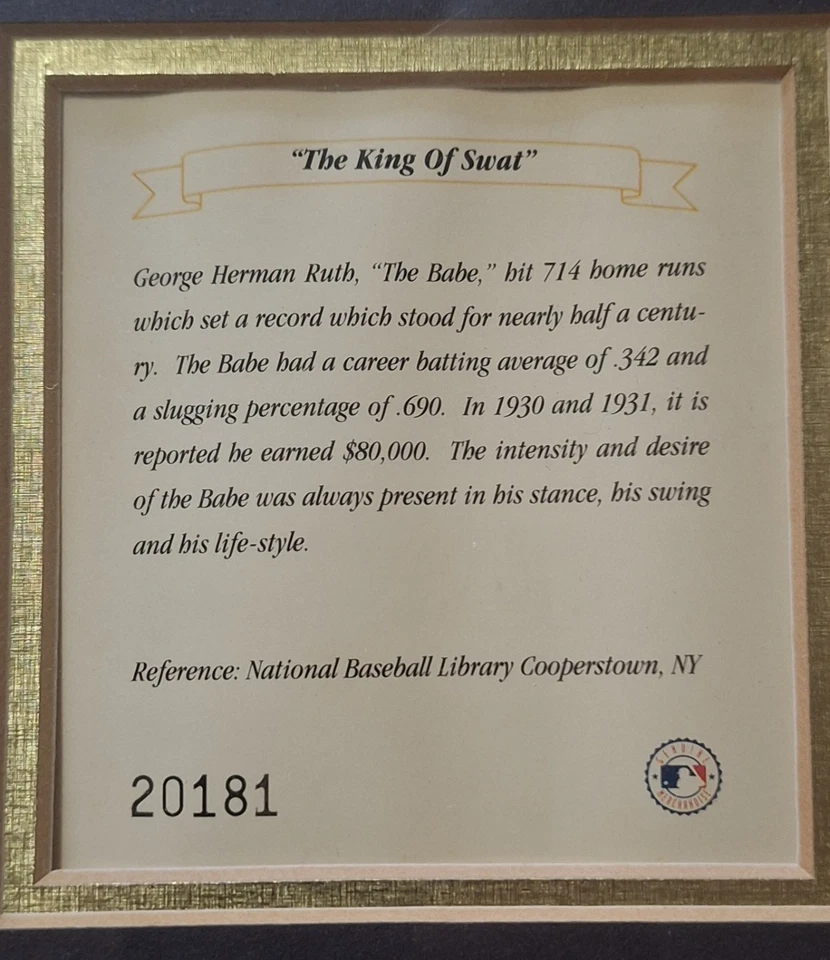 “The King Of Swat”
George Herman Ruth, “The Babe,” hit 714 home runs
which set a record which stood for nearly half a centu-
ry. The Babe had a career batting average of .342 and
a slugging percentage of .690. In 1930 and 1931, it is
reported he earned $80,000. The intensity and desire
of the Babe was always present in his stance, his swing
and his life-style.
Reference: National Baseball Library Cooperstown, NY
20181
GENUINE
MERCHANDISE